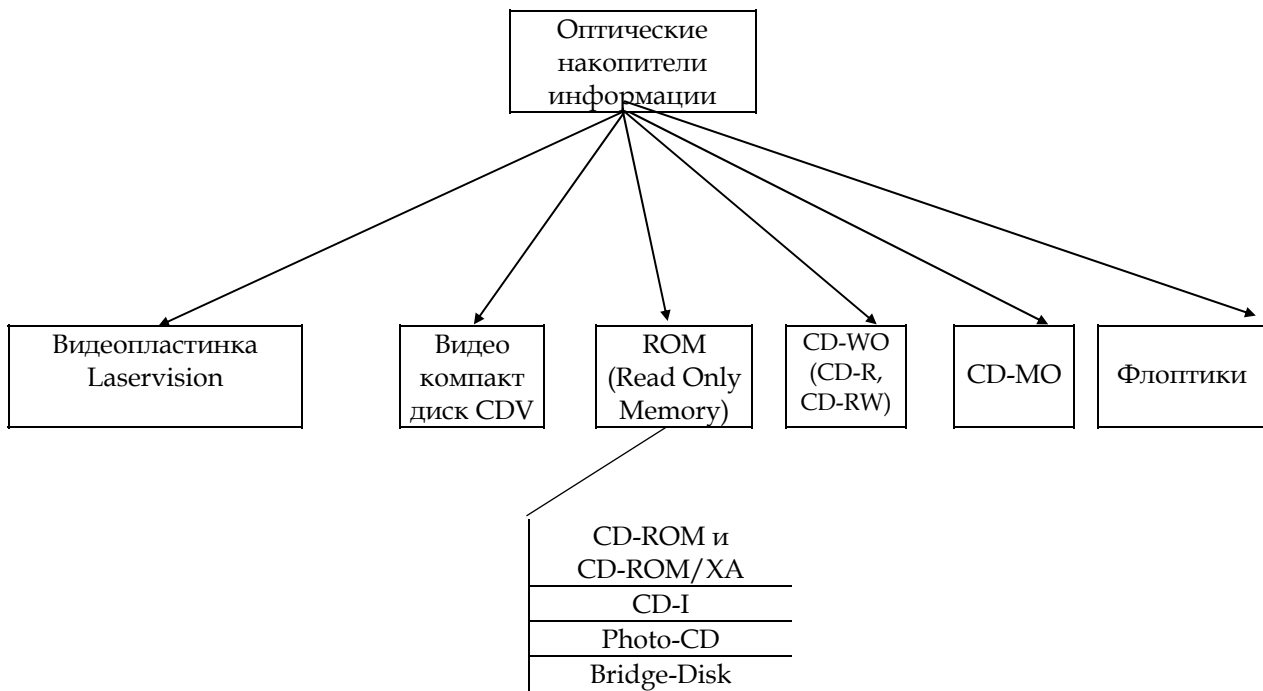 Оптические
накопители
информации
Видеопластинка
Laservision
Видео
компакт
диск CDV
ROM
(Read Only
Memory)
CD-WO
(CD-R,
CD-RW)
CD-MO
Флоптики
CD-ROM и
CD-ROM/XA
CD-I
Photo-CD
Bridge-Disk